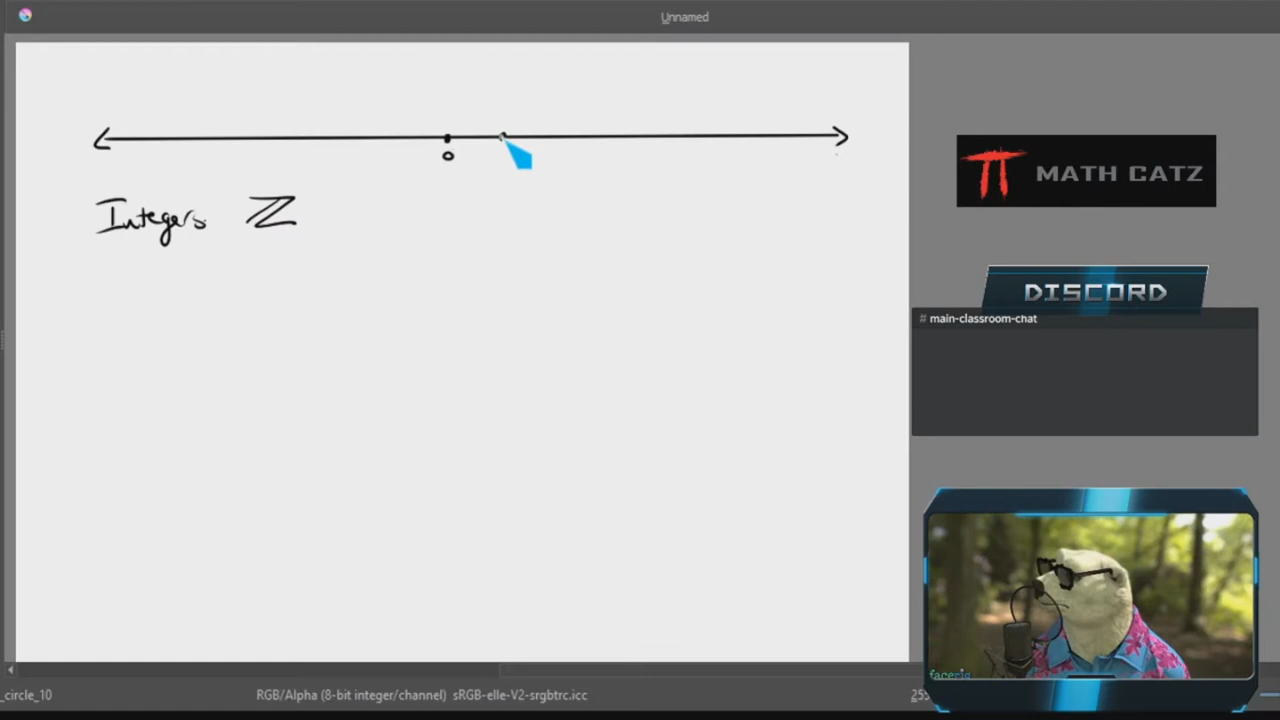 Unnamed
0
Integers ℤ
π MATH CATZ
DISCORD
# main-classroom-chat
facerig
_circle_10
RGB/Alpha (8-bit integer/channel) sRGB-elle-V2-srgbtrc.icc